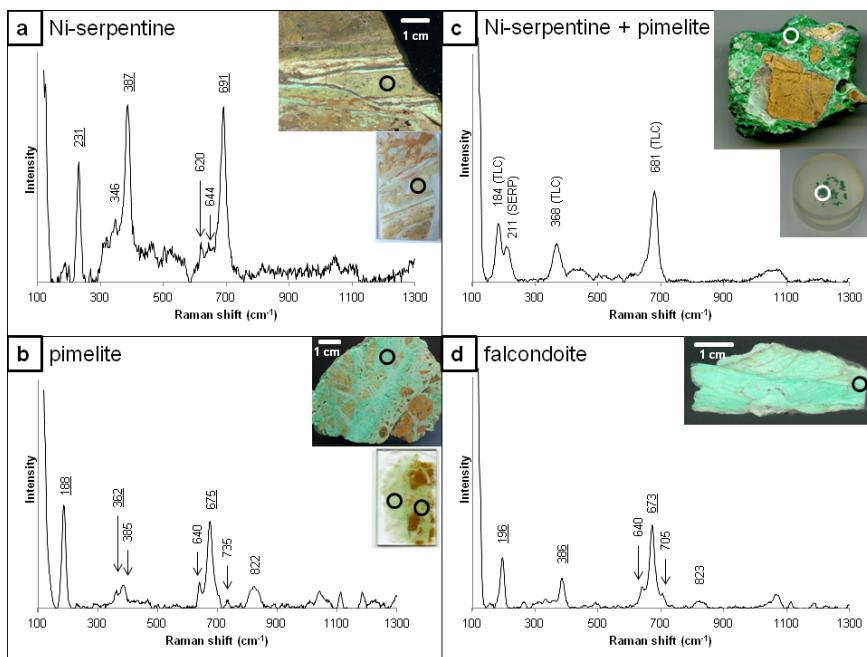 a Ni-serpentine
1 cm
387
691
231
346
620
644
Intensity
100 300 500 700 900 1100 1300
Raman shift (cm-1)
c Ni-serpentine + pimelite
184 (TLC)
211 (SERP)
368 (TLC)
681 (TLC)
Intensity
100 300 500 700 900 1100 1300
Raman shift (cm-1)
b pimelite
1 cm
188
362
385
640
675
735
822
Intensity
100 300 500 700 900 1100 1300
Raman shift (cm-1)
d falcondoite
1 cm
196
386
640
673
705
823
Intensity
100 300 500 700 900 1100 1300
Raman shift (cm-1)